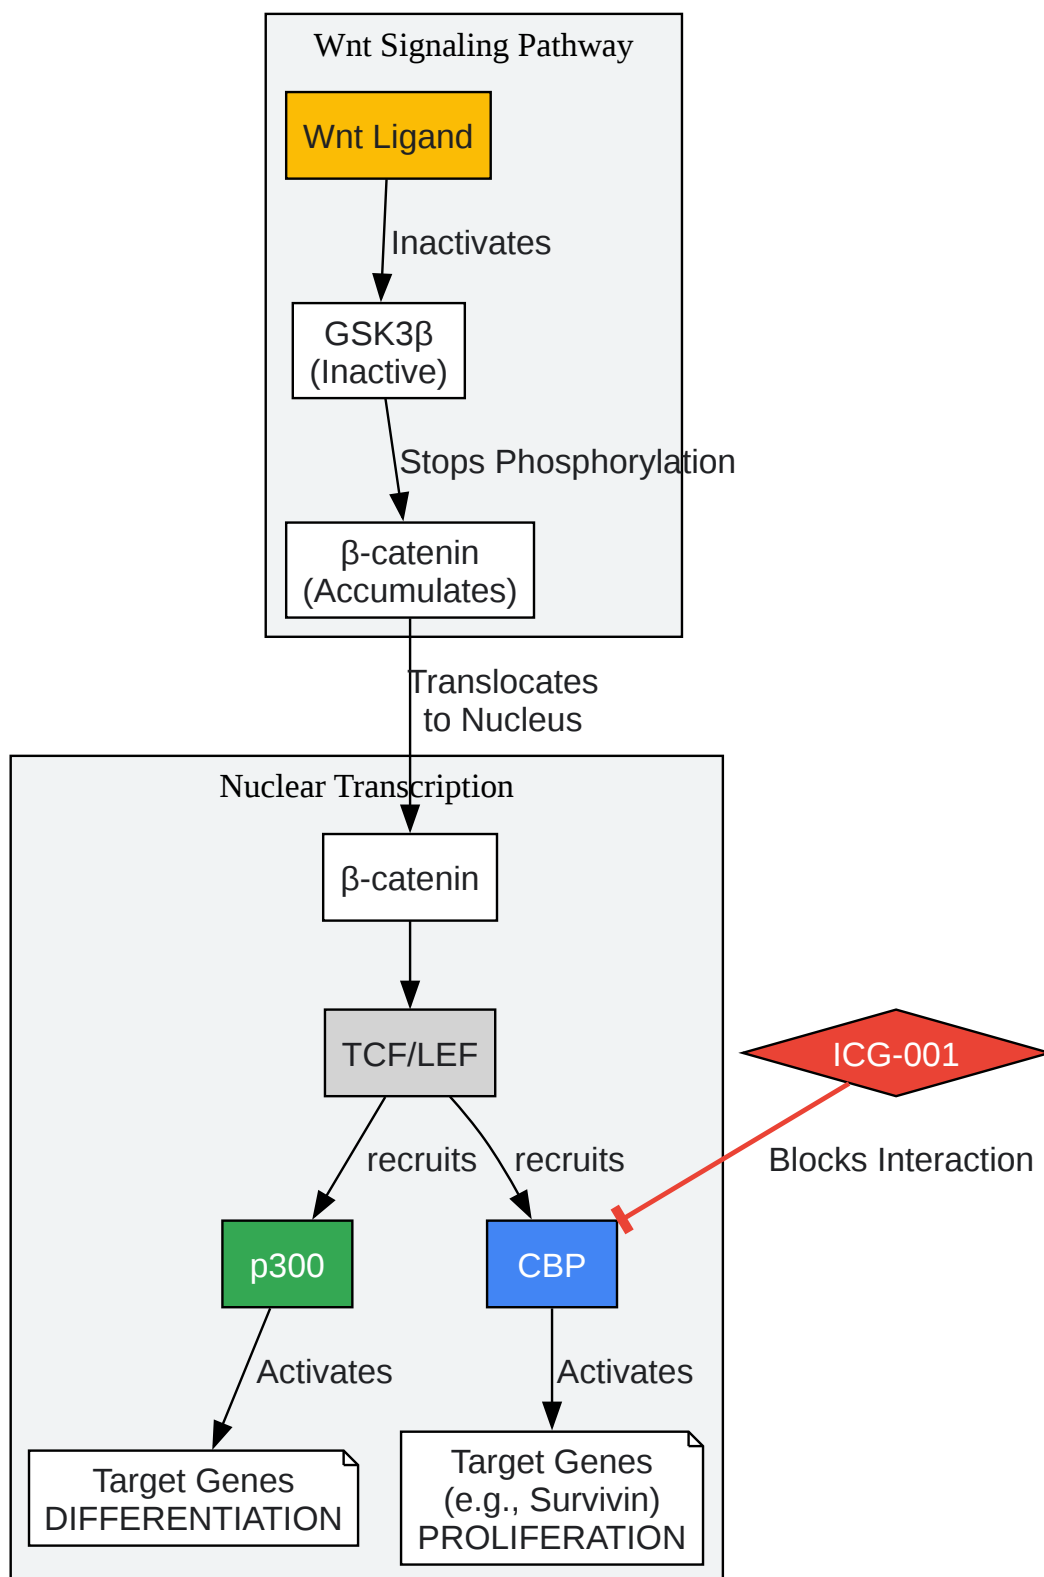 Wnt Signaling Pathway
Wnt Ligand
Inactivates
GSK3β
(Inactive)
Stops Phosphorylation
β-catenin
(Accumulates)
Translocates
to Nucleus
Nuclear Transcription
β-catenin
TCF/LEF
ICG-001
recruits
recruits
Blocks Interaction
p300
CBP
Activates
Activates
Target Genes
DIFFERENTIATION
Target Genes
(e.g., Survivin)
PROLIFERATION